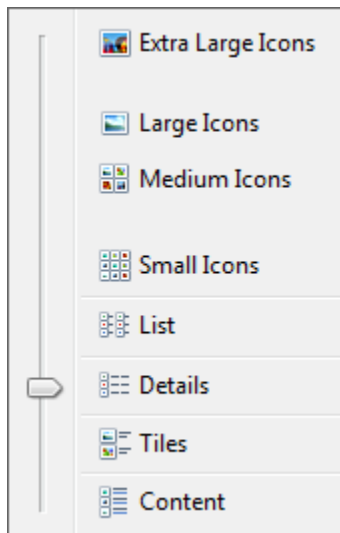 Extra Large Icons
Large Icons
Medium Icons
Small Icons
List
Details
Tiles
Content